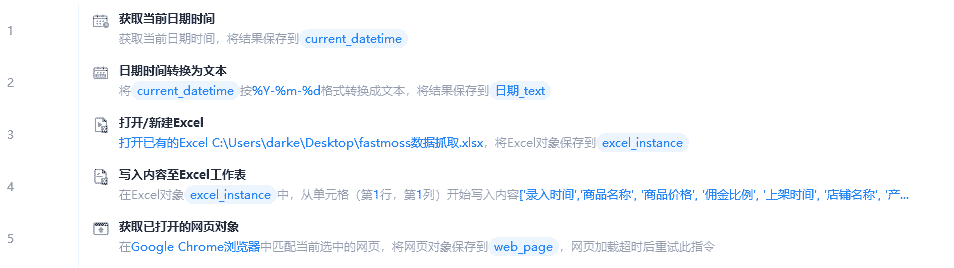 1
获取当前日期时间
获取当前日期时间，将结果保存到 current_datetime
2
日期时间转换为文本
将 current_datetime 按%Y-%m-%d格式转换成文本，将结果保存到 日期_text
3
打开/新建Excel
打开已有的Excel C:\Users\darke\Desktop\fastmoss数据抓取.xlsx，将Excel对象保存到 excel_instance
4
写入内容至Excel工作表
在Excel对象 excel_instance 中，从单元格（第1行，第1列）开始写入内容['录入时间','商品名称', '商品价格', '佣金比例', '上架时间', '店铺名称', '产...
5
获取已打开的网页对象
在Google Chrome浏览器中匹配当前选中的网页，将网页对象保存到 web_page ，网页加载超时后重试此指令